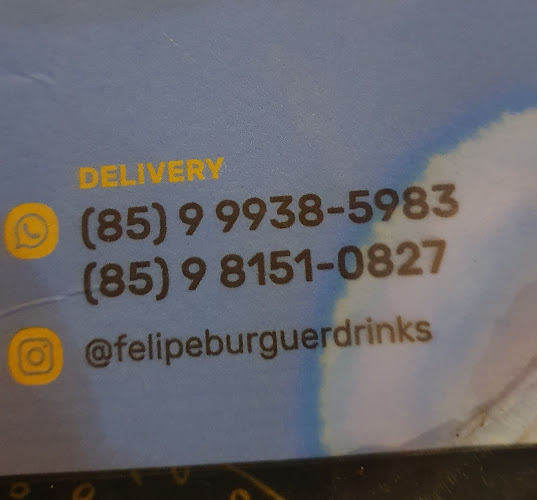 DELIVERY
(85) 9 9938-5983
(85) 9 8151-0827
@felipeburguerdrinks